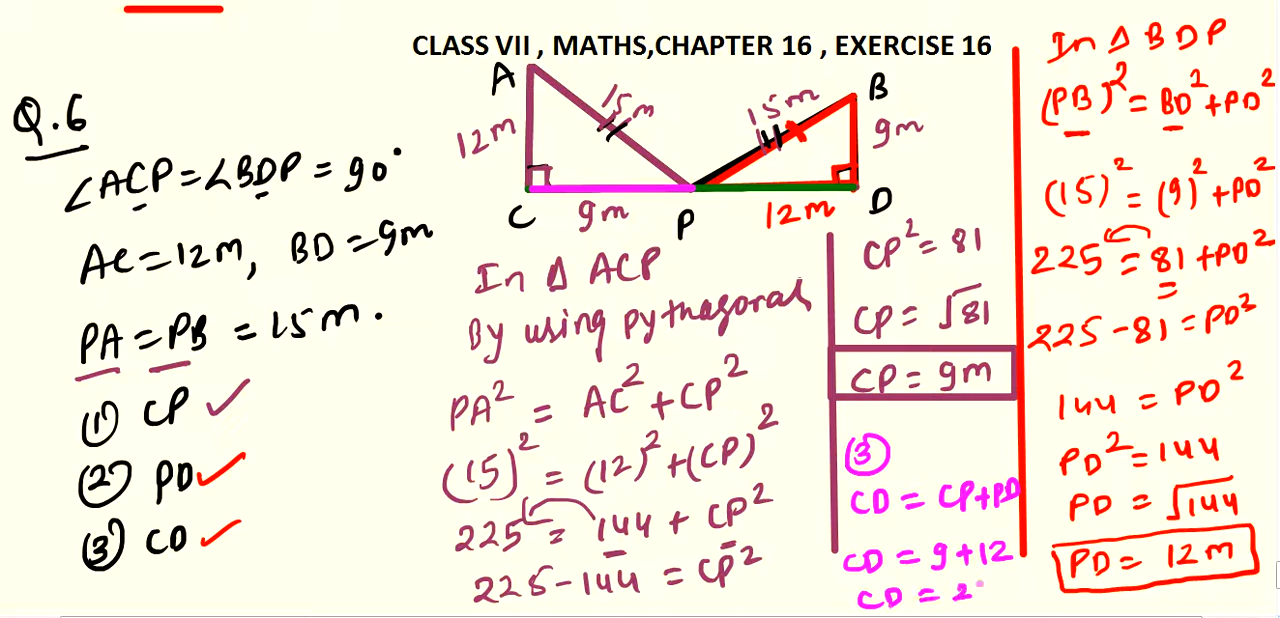 CLASS VII , MATHS,CHAPTER 16 , EXERCISE 16
Q.6
∠ACP=∠BDP = 90°
AC=12m, BD=9m
PA=PB = 15m.
(1) CP ✓
(2) PD ✓
(3) CD ✓
A
B
12m
15m
15m
9m
C
9m
P
12m
D
In Δ ACP
By using pythagoras
PA² = AC²+CP²
(15)² = (12)²+(CP)²
225 = 144 + CP²
225-144 = CP²
CP² = 81
CP = √81
CP = 9m
(3)
CD = CP+PD
CD = 9+12
CD = 2
In Δ BDP
(PB)² = BD²+PD²
(15)² = (9)²+PD²
225 = 81+PD²
225-81=PD²
144 = PD²
PD²=144
PD = √144
PD = 12m